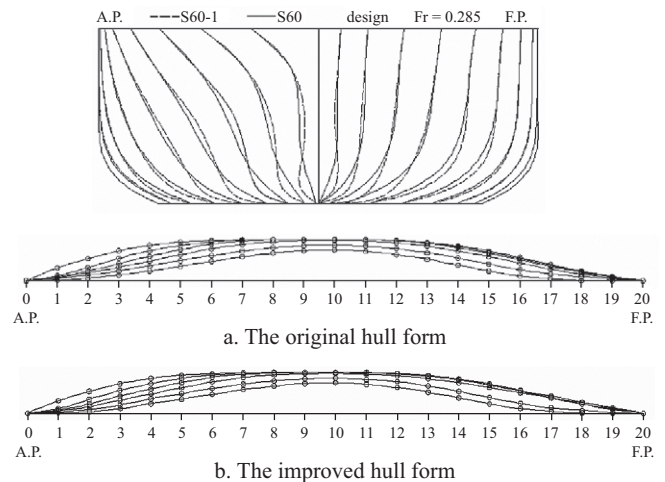 A.P. S60-1 S60 design Fr = 0.285 F.P.
0 1 2 3 4 5 6 7 8 9 10 11 12 13 14 15 16 17 18 19 20
A.P. F.P.
a. The original hull form
0 1 2 3 4 5 6 7 8 9 10 11 12 13 14 15 16 17 18 19 20
A.P. F.P.
b. The improved hull form